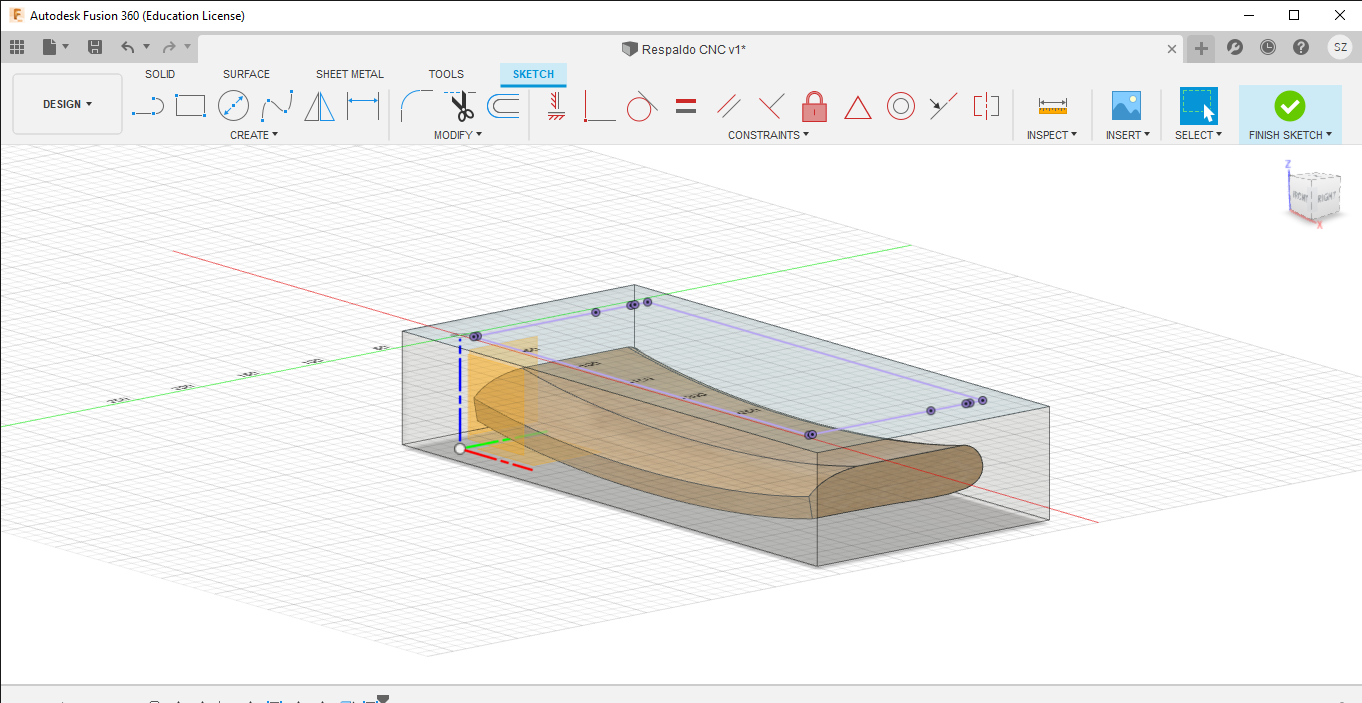 Autodesk Fusion 360 (Education License)
Respaldo CNC v1*
SZ
SOLID SURFACE SHEET METAL TOOLS SKETCH
DESIGN ▾
CREATE ▾ MODIFY ▾ CONSTRAINTS ▾ INSPECT ▾ INSERT ▾ SELECT ▾ FINISH SKETCH ▾
Z
FRONT RIGHT
X